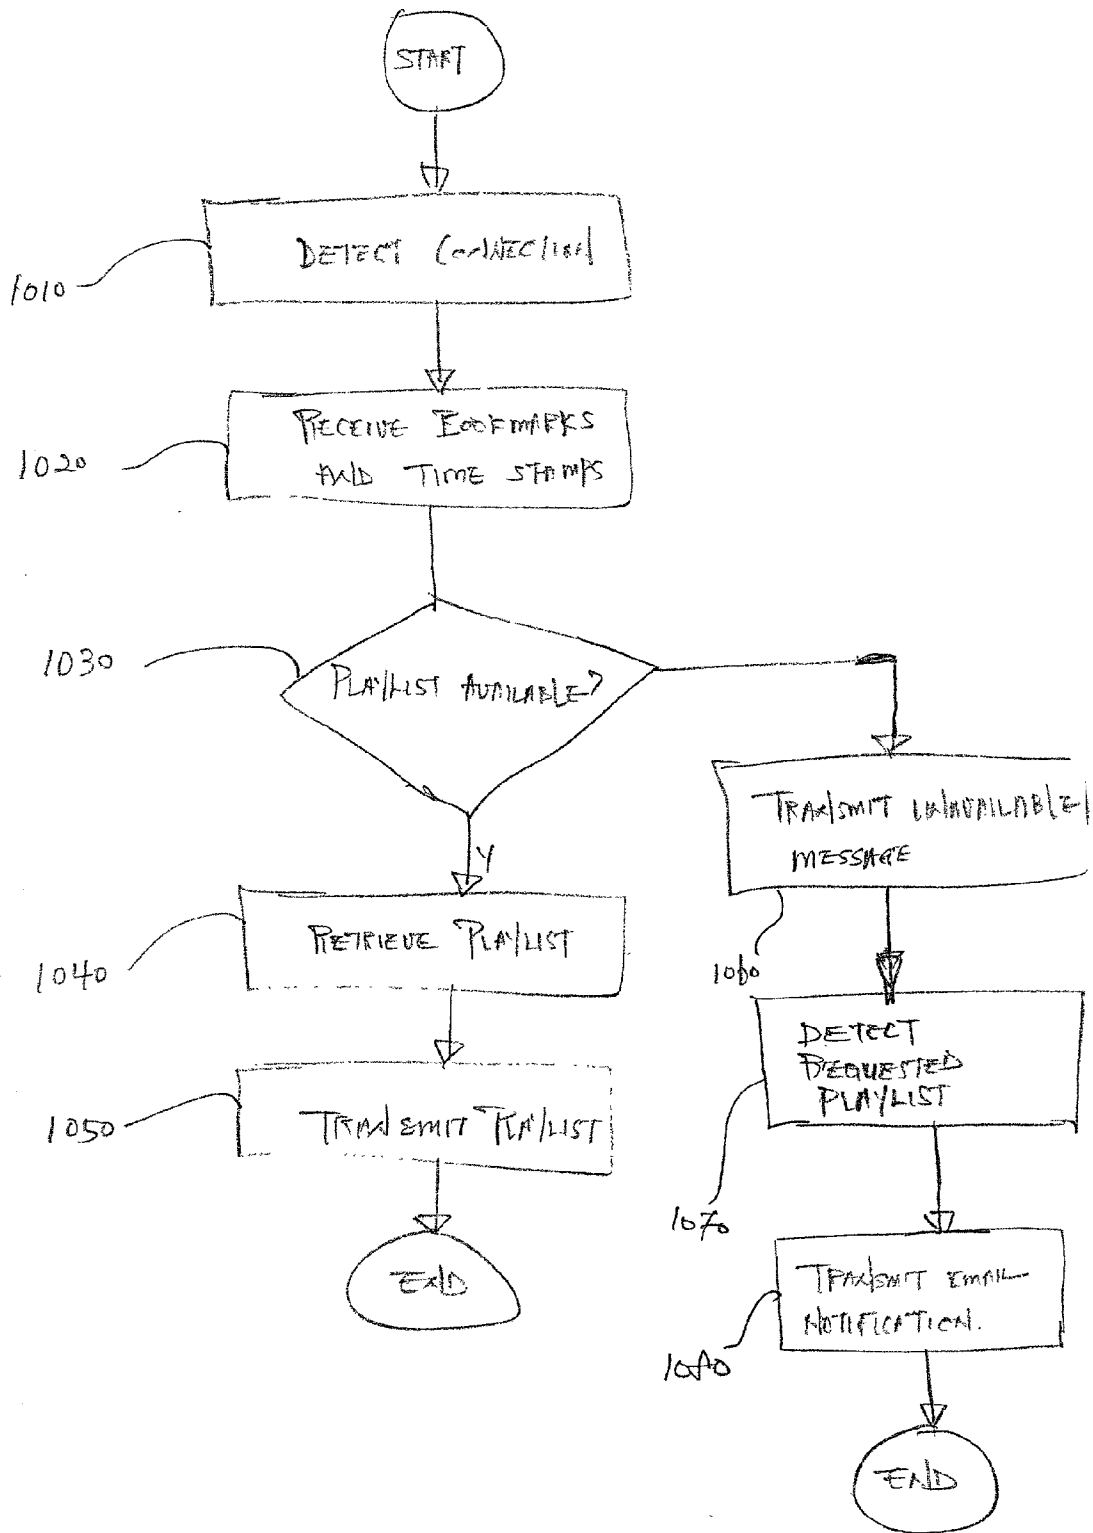 START
DETECT CONNECTION
1010
RECEIVE BOOKMARKS
AND TIME STAMPS
1020
1030
PLAYLIST AVAILABLE?
Y
RETRIEVE PLAYLIST
1040
TRANSMIT PLAYLIST
1050
END
TRANSMIT UNAVAILABLE
MESSAGE
1060
DETECT
REQUESTED
PLAYLIST
1070
TRANSMIT EMAIL
NOTIFICATION.
1080
END